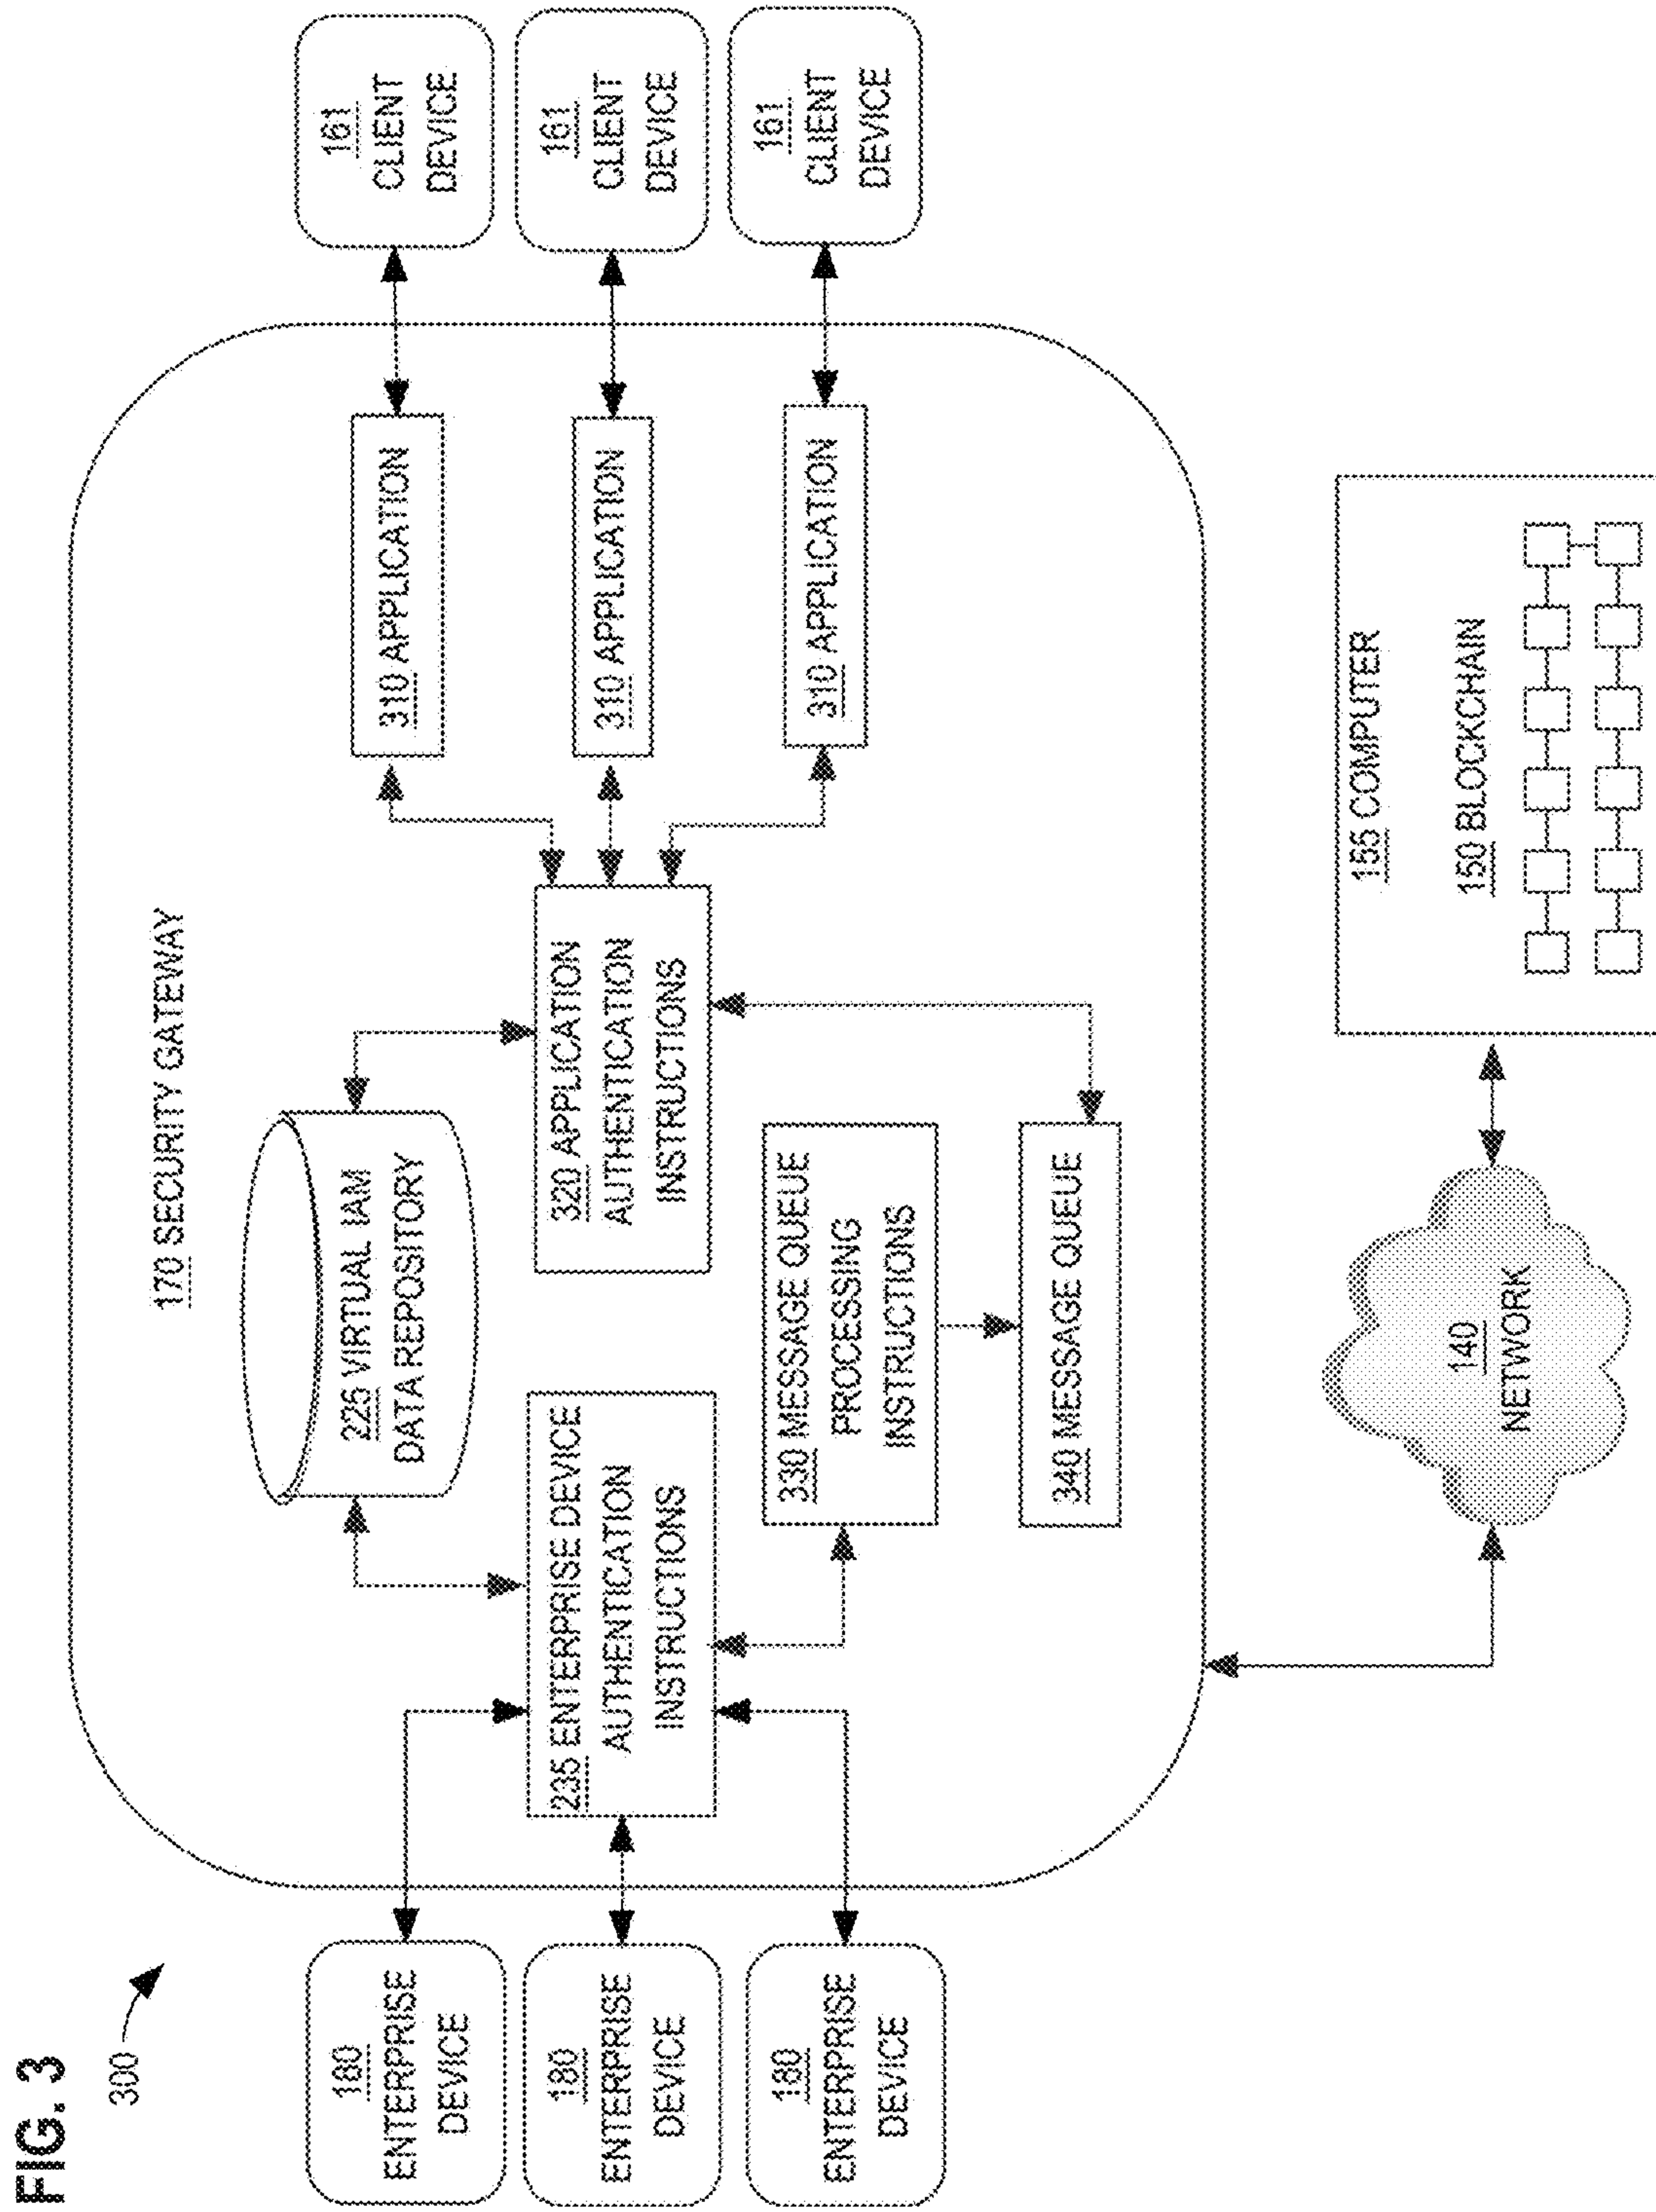 FIG. 3
300
170 SECURITY GATEWAY
180
ENTERPRISE
DEVICE
180
ENTERPRISE
DEVICE
180
ENTERPRISE
DEVICE
225 VIRTUAL IAM
DATA REPOSITORY
235 ENTERPRISE DEVICE
AUTHENTICATION
INSTRUCTIONS
320 APPLICATION
AUTHENTICATION
INSTRUCTIONS
330 MESSAGE QUEUE
PROCESSING
INSTRUCTIONS
340 MESSAGE QUEUE
310 APPLICATION
310 APPLICATION
310 APPLICATION
161
CLIENT
DEVICE
161
CLIENT
DEVICE
161
CLIENT
DEVICE
140
NETWORK
155 COMPUTER
150 BLOCKCHAIN